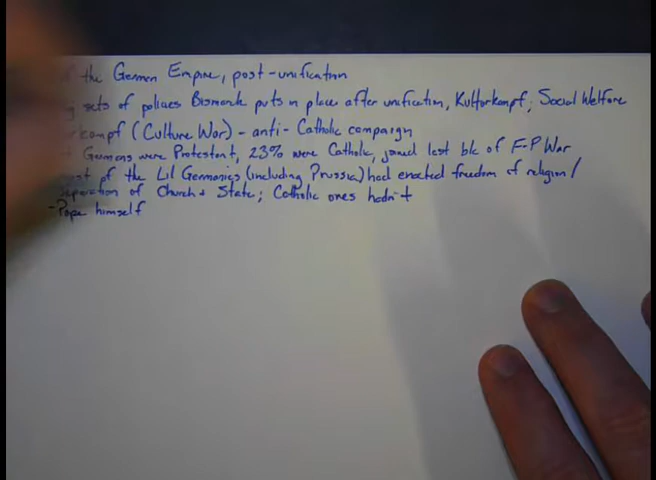 the German Empire, post-unification
sets of policies Bismark puts in place after unification, Kulturkampf; Social Welfare
kampf (Culture War) - anti-Catholic campaign
Germans were Protestant, 23% were Catholic, joined last b/c of F-P War
of the Lil Germanies (including Prussia) had enacted freedom of religion/
Separation of Church + State; Catholic ones hadn't
- Pope himself